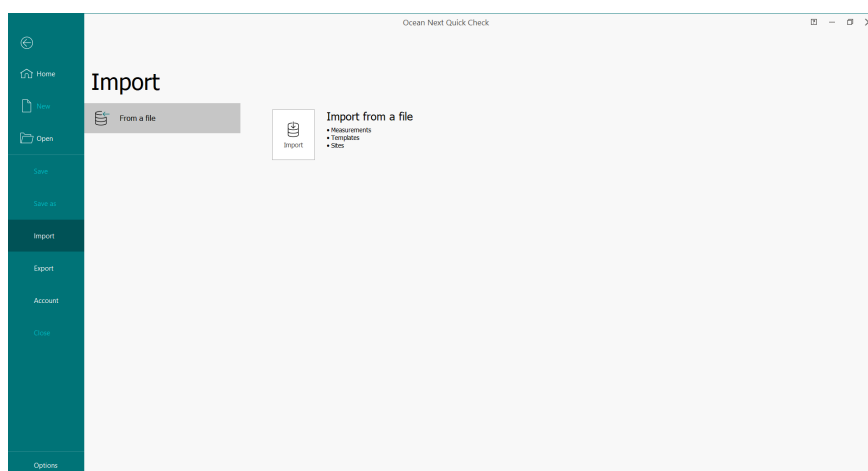 Ocean Next Quick Check
Home
New
Open
Save
Save as
Import
Export
Account
Close
Options
Import
From a file
Import
Import from a file
• Measurements
• Templates
• Sites